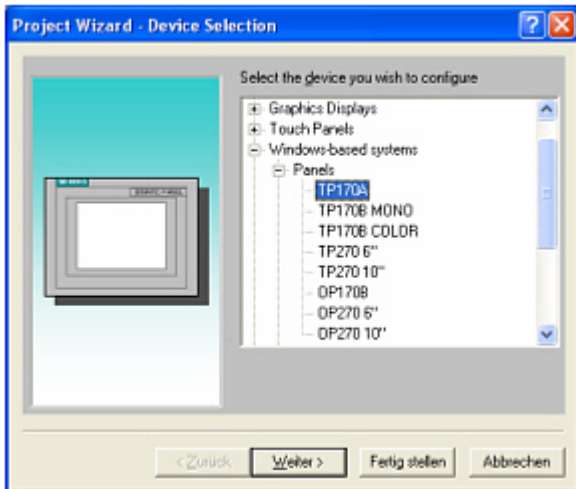 Project Wizard - Device Selection
Select the device you wish to configure
Graphics Displays
Touch Panels
Windows-based systems
Panels
TP170A
TP170B MONO
TP170B COLOR
TP270 6"
TP270 10"
OP170B
OP270 6"
OP270 10"
< Zurück
Weiter >
Fertig stellen
Abbrechen